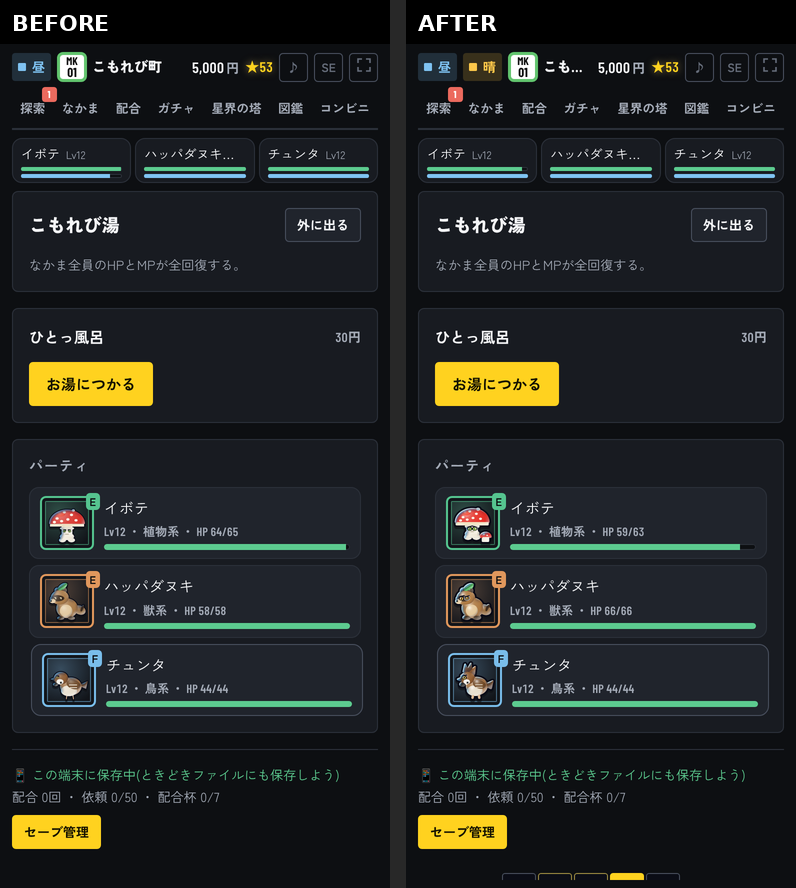 BEFORE
昼 MK 01 こもれび町 5,000円 ★53 ♪ SE
1
探索 なかま 配合 ガチャ 星界の塔 図鑑 コンビニ
イボテ Lv12 ハッパダヌキ… チュンタ Lv12
こもれび湯 外に出る
なかま全員のHPとMPが全回復する。
ひとっ風呂 30円
お湯につかる
パーティ
E
イボテ
Lv12 ・ 植物系 ・ HP 64/65
E
ハッパダヌキ
Lv12 ・ 獣系 ・ HP 58/58
F
チュンタ
Lv12 ・ 鳥系 ・ HP 44/44
この端末に保存中(ときどきファイルにも保存しよう)
配合 0回 ・ 依頼 0/50 ・ 配合杯 0/7
セーブ管理
AFTER
昼 晴 MK 01 こも… 5,000円 ★53 ♪ SE
1
探索 なかま 配合 ガチャ 星界の塔 図鑑 コンビニ
イボテ Lv12 ハッパダヌキ… チュンタ Lv12
こもれび湯 外に出る
なかま全員のHPとMPが全回復する。
ひとっ風呂 30円
お湯につかる
パーティ
E
イボテ
Lv12 ・ 植物系 ・ HP 59/63
E
ハッパダヌキ
Lv12 ・ 獣系 ・ HP 66/66
F
チュンタ
Lv12 ・ 鳥系 ・ HP 44/44
この端末に保存中(ときどきファイルにも保存しよう)
配合 0回 ・ 依頼 0/50 ・ 配合杯 0/7
セーブ管理